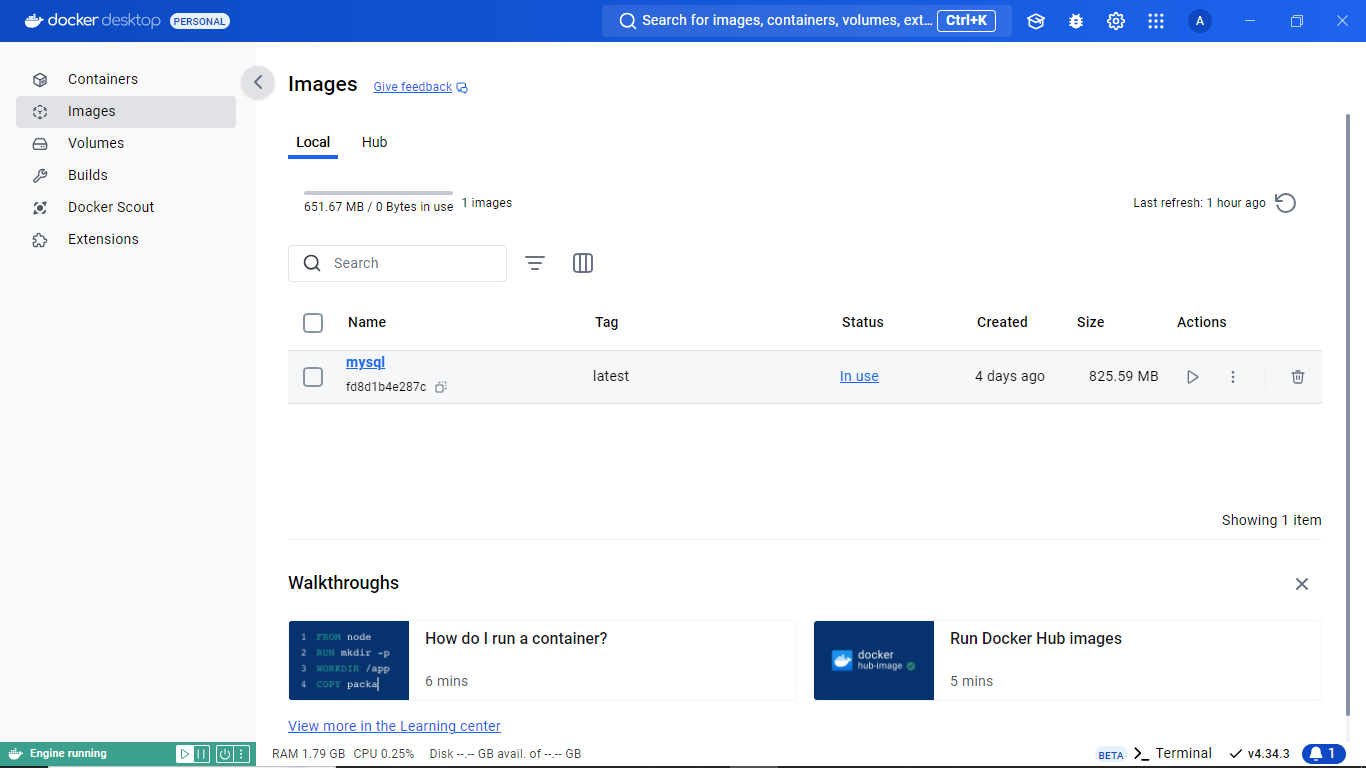 docker desktop PERSONAL
Search for images, containers, volumes, ext... Ctrl+K
A
Containers
Images
Volumes
Builds
Docker Scout
Extensions
Images Give feedback
Local Hub
651.67 MB / 0 Bytes in use 1 images
Last refresh: 1 hour ago
Search
Name Tag Status Created Size Actions
mysql
fd8d1b4e287c
latest In use 4 days ago 825.59 MB
Showing 1 item
Walkthroughs
1 FROM node
2 RUN mkdir -p
3 WORKDIR /app
4 COPY packa
How do I run a container?
6 mins
docker
hub-image
Run Docker Hub images
5 mins
View more in the Learning center
Engine running
RAM 1.79 GB CPU 0.25% Disk --.-- GB avail. of --.-- GB
BETA >_ Terminal v4.34.3 1